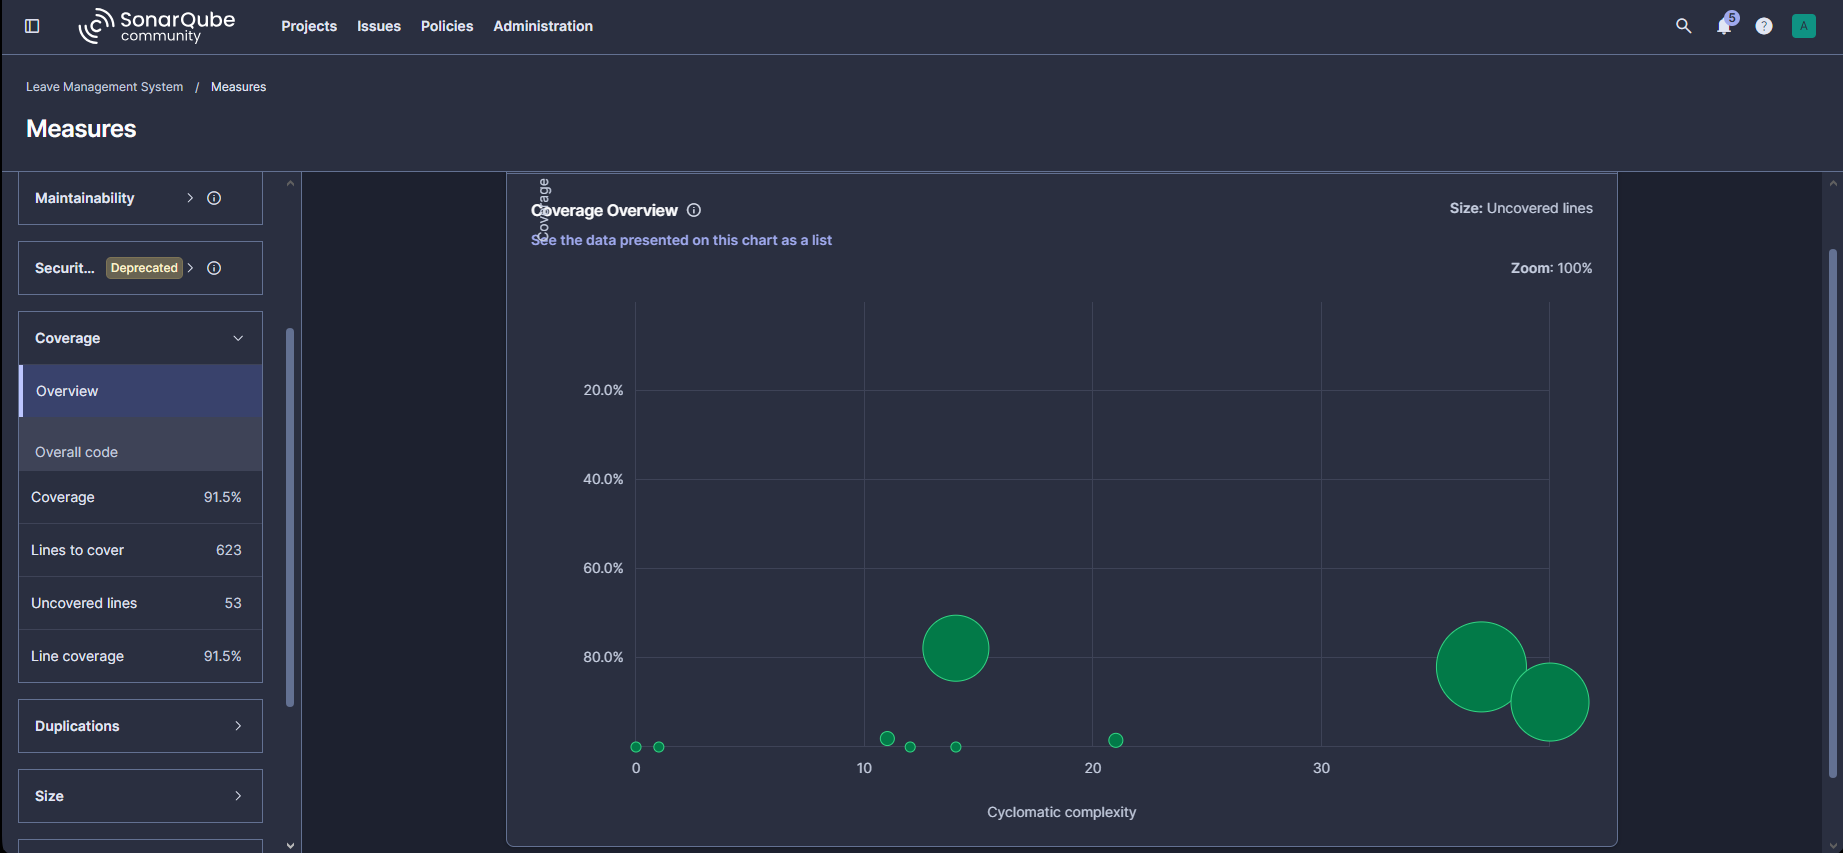 SonarQube
community
Projects
Issues
Policies
Administration
5
?
A
Leave Management System / Measures
Measures
Maintainability
Securit... Deprecated
Coverage
Overview
Overall code
Coverage 91.5%
Lines to cover 623
Uncovered lines 53
Line coverage 91.5%
Duplications
Size
Coverage
Coverage Overview
Size: Uncovered lines
See the data presented on this chart as a list
Zoom: 100%
20.0%
40.0%
60.0%
80.0%
0 10 20 30
Cyclomatic complexity